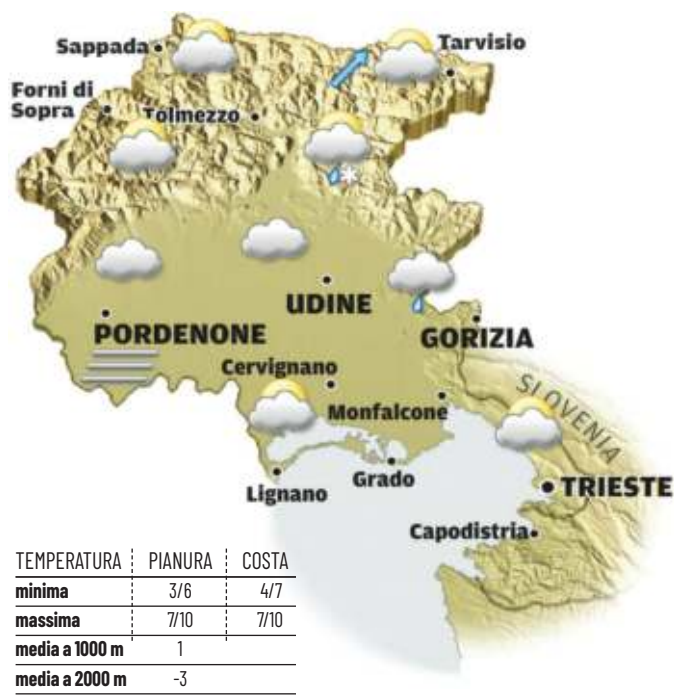 Sappada
Tarvisio
Forni di
Sopra
Tolmezzo
UDINE
PORDENONE
GORIZIA
Cervignano
SLOVENIA
Monfalcone
Grado
Lignano
TRIESTE
Capodistria
TEMPERATURA PIANURA COSTA
minima 3/6 4/7
massima 7/10 7/10
media a 1000 m 1
media a 2000 m -3